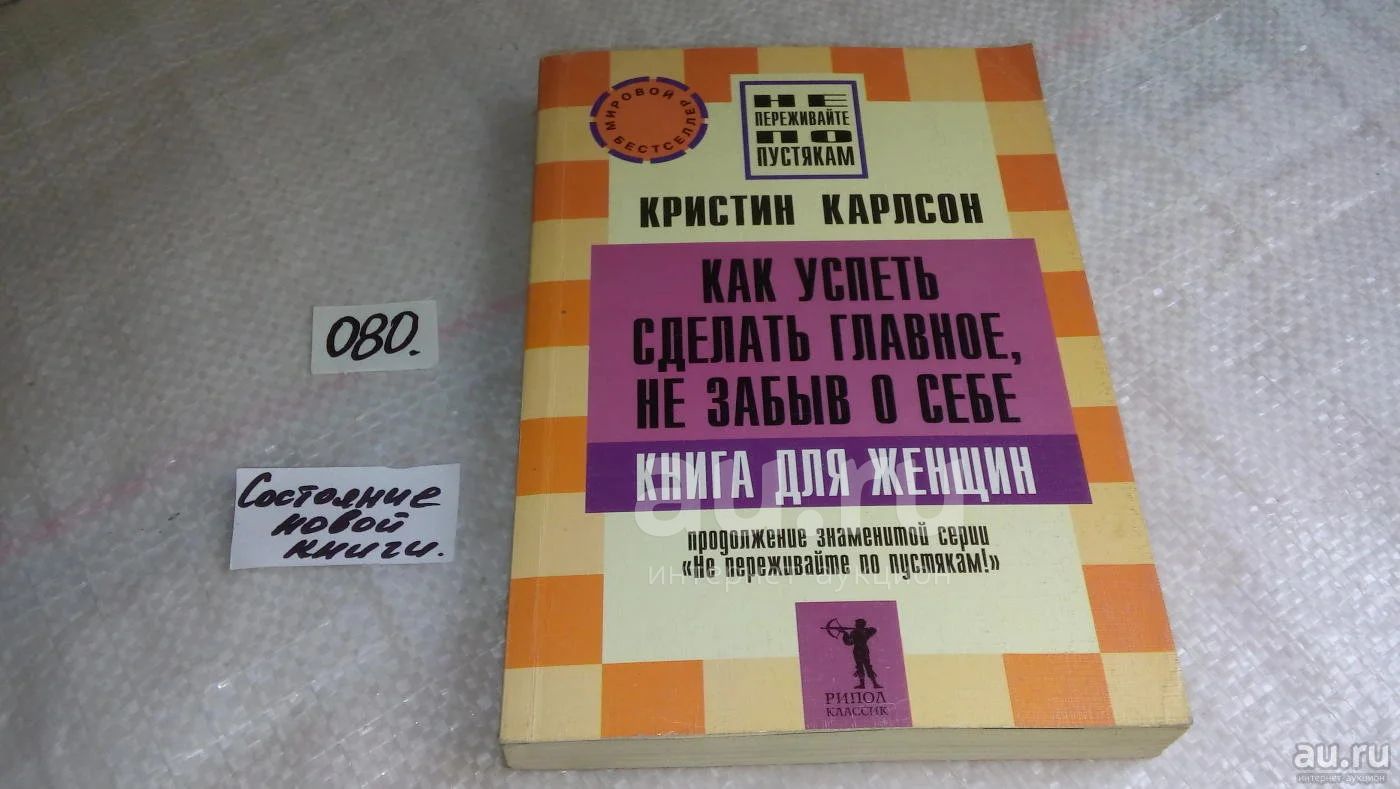 МИРОВОЙ
БЕСТСЕЛЛЕР
НЕ
ПЕРЕЖИВАЙТЕ
ПО
ПУСТЯКАМ
КРИСТИН КАРЛСОН
КАК УСПЕТЬ
СДЕЛАТЬ ГЛАВНОЕ,
НЕ ЗАБЫВ О СЕБЕ
КНИГА ДЛЯ ЖЕНЩИН
продолжение знаменитой серии
«Не переживайте по пустякам!»
РИПОЛ
КЛАССИК
080.
Состояние
новой
книги.
au.ru
интернет аукцион
au.ru
интернет аукцион